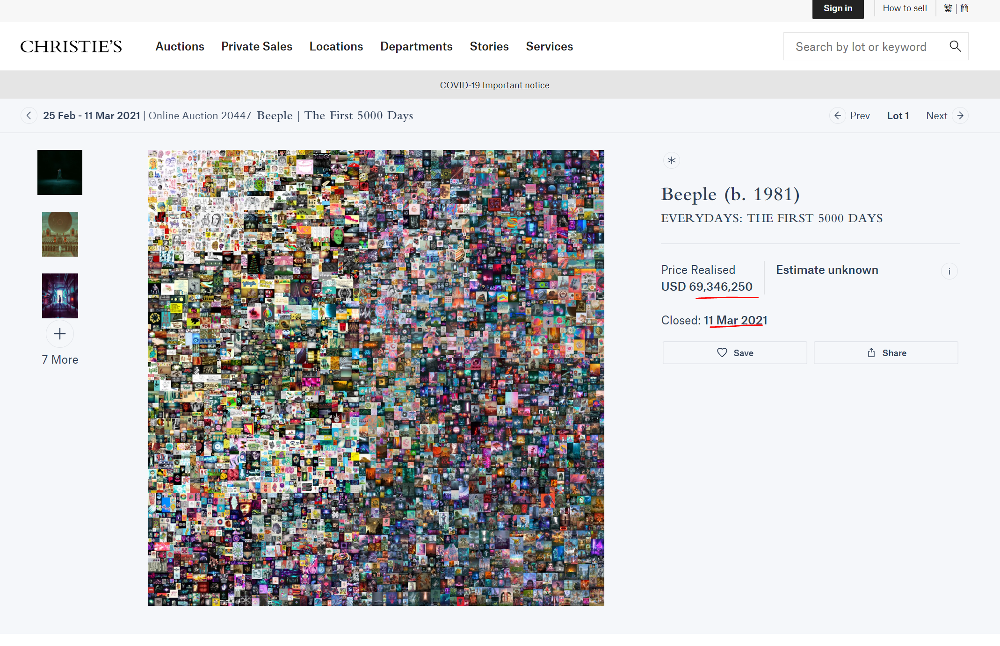 Sign in
How to sell
繁 | 簡
CHRISTIE'S
Auctions Private Sales Locations Departments Stories Services
Search by lot or keyword
COVID-19 Important notice
25 Feb - 11 Mar 2021 | Online Auction 20447 Beeple | The First 5000 Days
Prev Lot 1 Next
7 More
Beeple (b. 1981)
EVERYDAYS: THE FIRST 5000 DAYS
Price Realised
USD 69,346,250
Estimate unknown
i
Closed: 11 Mar 2021
Save
Share